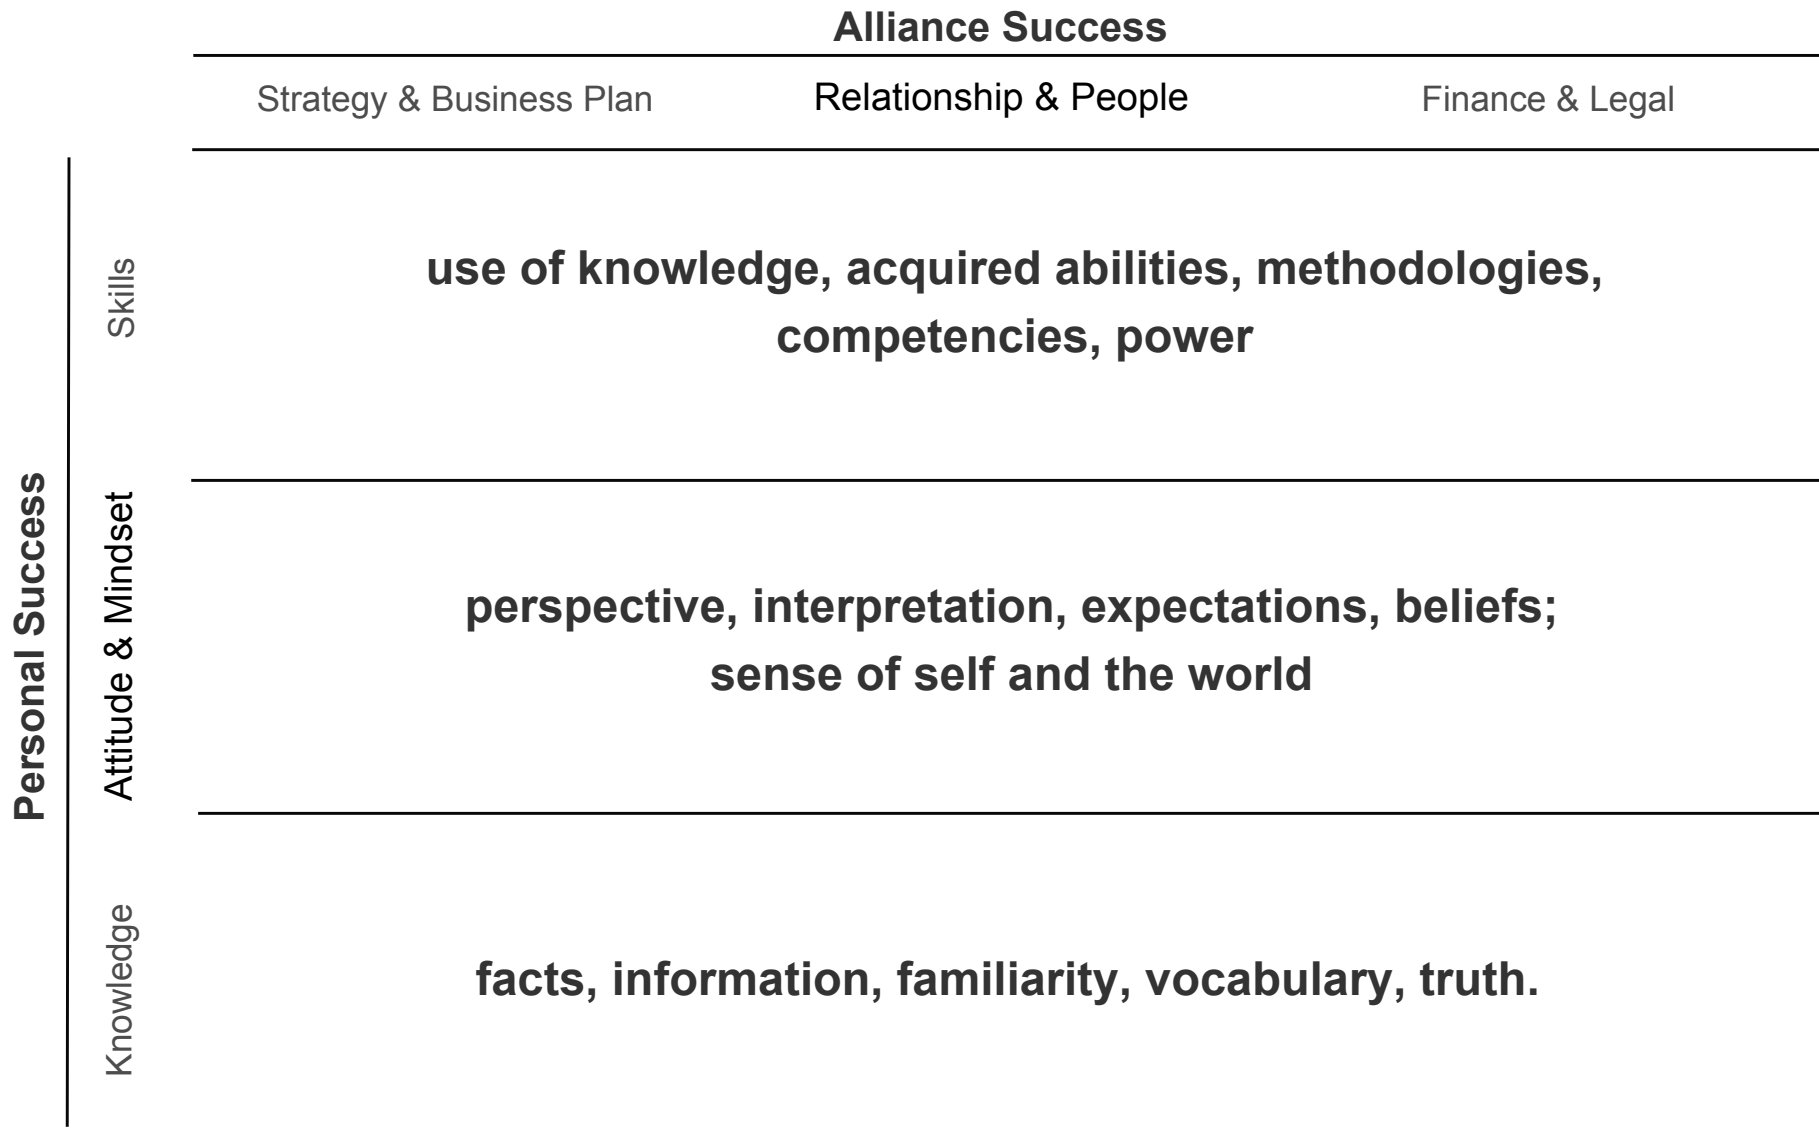 Alliance Success
Strategy & Business Plan
Relationship & People
Finance & Legal
Personal Success
Skills
use of knowledge, acquired abilities, methodologies,
competencies, power
Attitude & Mindset
perspective, interpretation, expectations, beliefs;
sense of self and the world
Knowledge
facts, information, familiarity, vocabulary, truth.